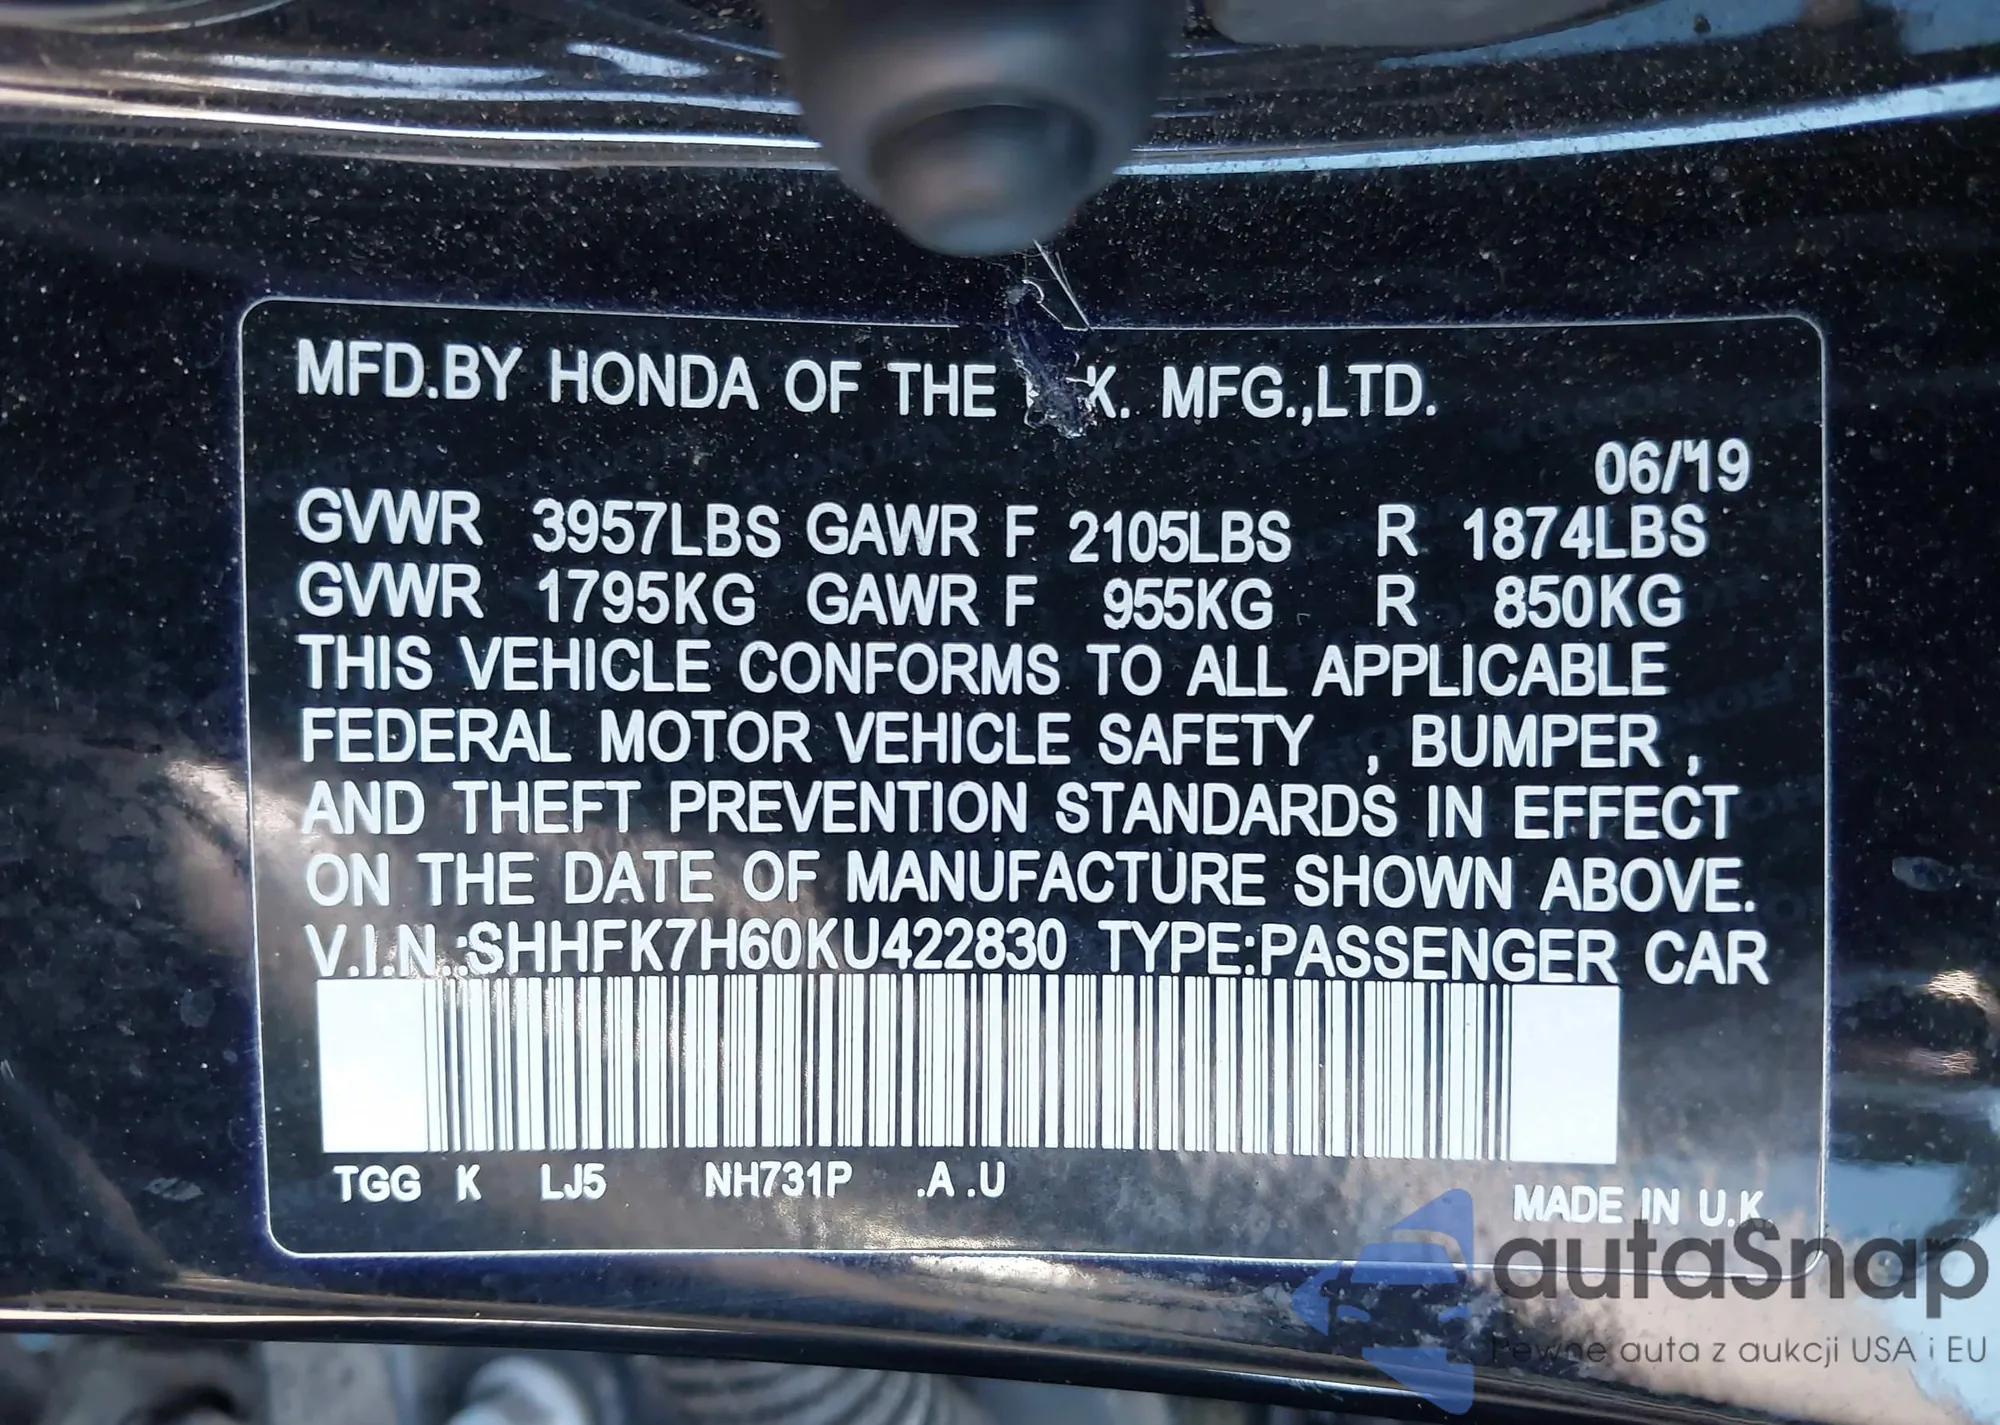 MFD.BY HONDA OF THE K. MFG.,LTD.
06/'19
GVWR 3957LBS GAWR F 2105LBS R 1874LBS
GVWR 1795KG GAWR F 955KG R 850KG
THIS VEHICLE CONFORMS TO ALL APPLICABLE
FEDERAL MOTOR VEHICLE SAFETY , BUMPER ,
AND THEFT PREVENTION STANDARDS IN EFFECT
ON THE DATE OF MANUFACTURE SHOWN ABOVE.
V.I.N.:SHHFK7H60KU422830 TYPE:PASSENGER CAR
TGG K LJ5 NH731P .A .U
MADE IN U.K
autaSnap
Pewne auta z aukcji USA i EU